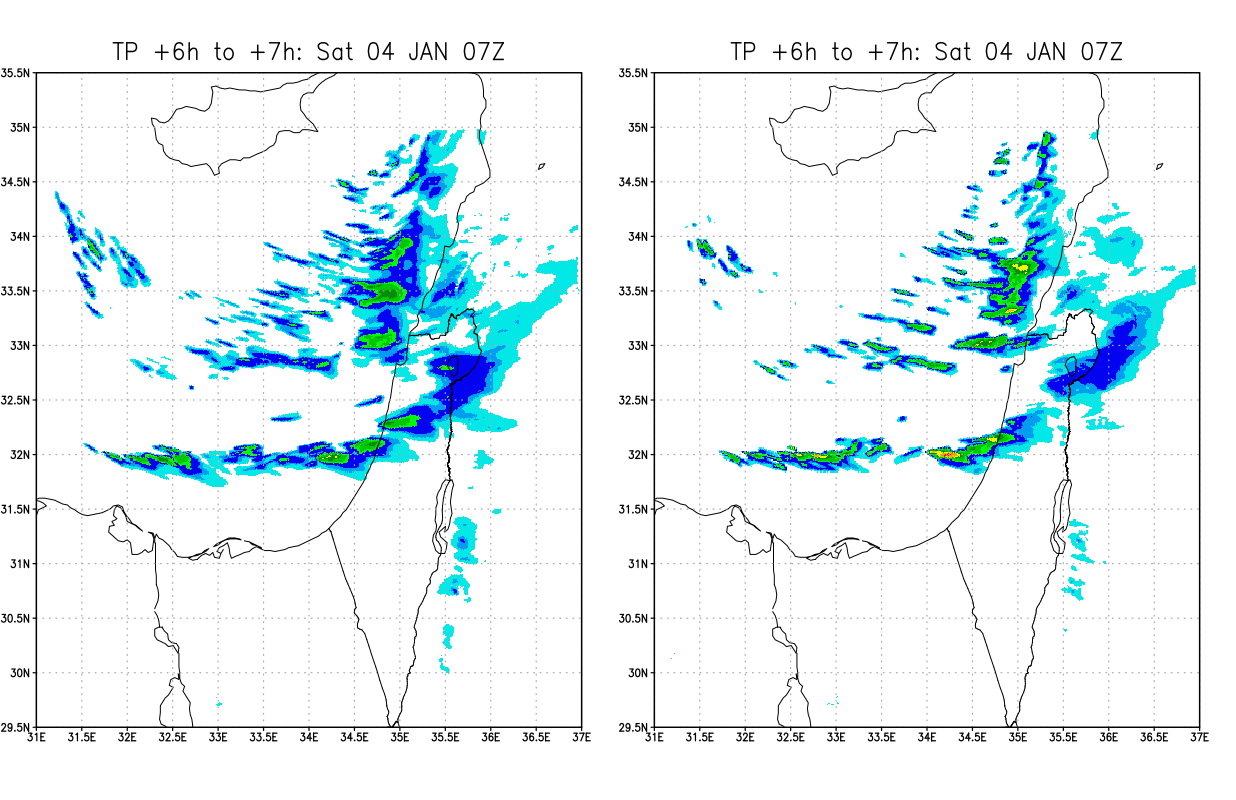 TP +6h to +7h: Sat 04 JAN 07Z
35.5N
35N
34.5N
34N
33.5N
33N
32.5N
32N
31.5N
31N
30.5N
30N
29.5N
31E 31.5E 32E 32.5E 33E 33.5E 34E 34.5E 35E 35.5E 36E 36.5E 37E
TP +6h to +7h: Sat 04 JAN 07Z
35.5N
35N
34.5N
34N
33.5N
33N
32.5N
32N
31.5N
31N
30.5N
30N
29.5N
31E 31.5E 32E 32.5E 33E 33.5E 34E 34.5E 35E 35.5E 36E 36.5E 37E